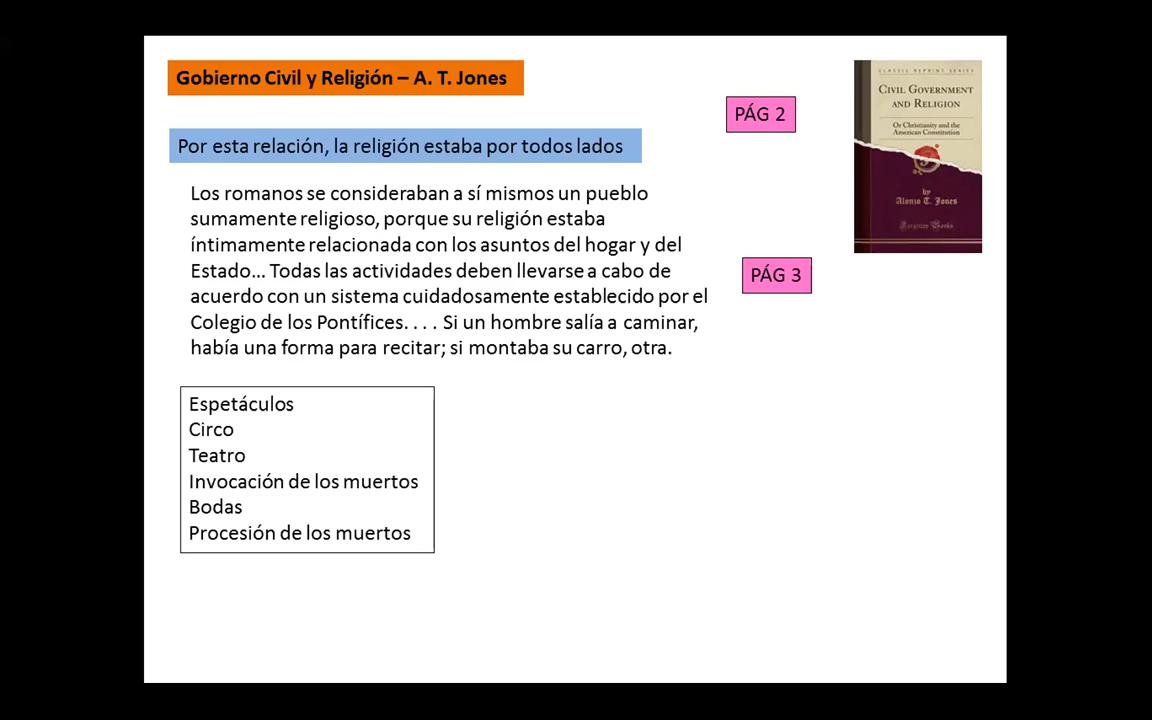 Gobierno Civil y Religión – A. T. Jones
PÁG 2
Por esta relación, la religión estaba por todos lados
Los romanos se consideraban a sí mismos un pueblo
sumamente religioso, porque su religión estaba
íntimamente relacionada con los asuntos del hogar y del
Estado... Todas las actividades deben llevarse a cabo de
acuerdo con un sistema cuidadosamente establecido por el
Colegio de los Pontífices. . . . Si un hombre salía a caminar,
había una forma para recitar; si montaba su carro, otra.
PÁG 3
Espetáculos
Circo
Teatro
Invocación de los muertos
Bodas
Procesión de los muertos
CLASSIC REPRINT SERIES
CIVIL GOVERNMENT
AND RELIGION
Or Christianity and the
American Constitution
by
Alonzo T. Jones
Forgotten Books